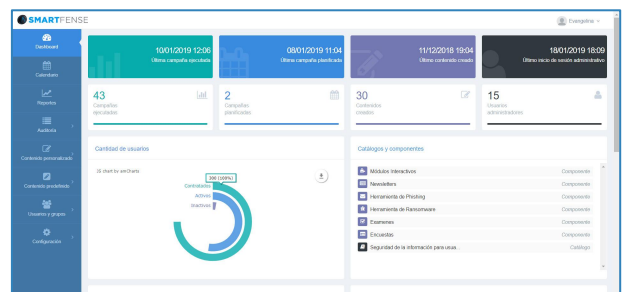 SMARTFENSE
Evangelina
Dashboard
Calendario
Reportes
Auditoría
Contenido personalizado
Contenido predefinido
Usuarios y grupos
Configuración
10/01/2019 12:06
Última campaña ejecutada
08/01/2019 11:04
Última campaña planificada
11/12/2018 19:04
Último contenido creado
18/01/2019 18:09
Último inicio de sesión administrativo
43
Campañas
ejecutadas
2
Campañas
planificadas
30
Contenidos
creados
15
Usuarios
administradores
Cantidad de usuarios
JS chart by amCharts
300 (100%)
Contratados
Activos
Inactivos
Catálogos y componentes
Módulos Interactivos Componente
Newsletters Componente
Herramienta de Phishing Componente
Herramienta de Ransomware Componente
Exámenes Componente
Encuestas Componente
Seguridad de la información para usua... Catálogo